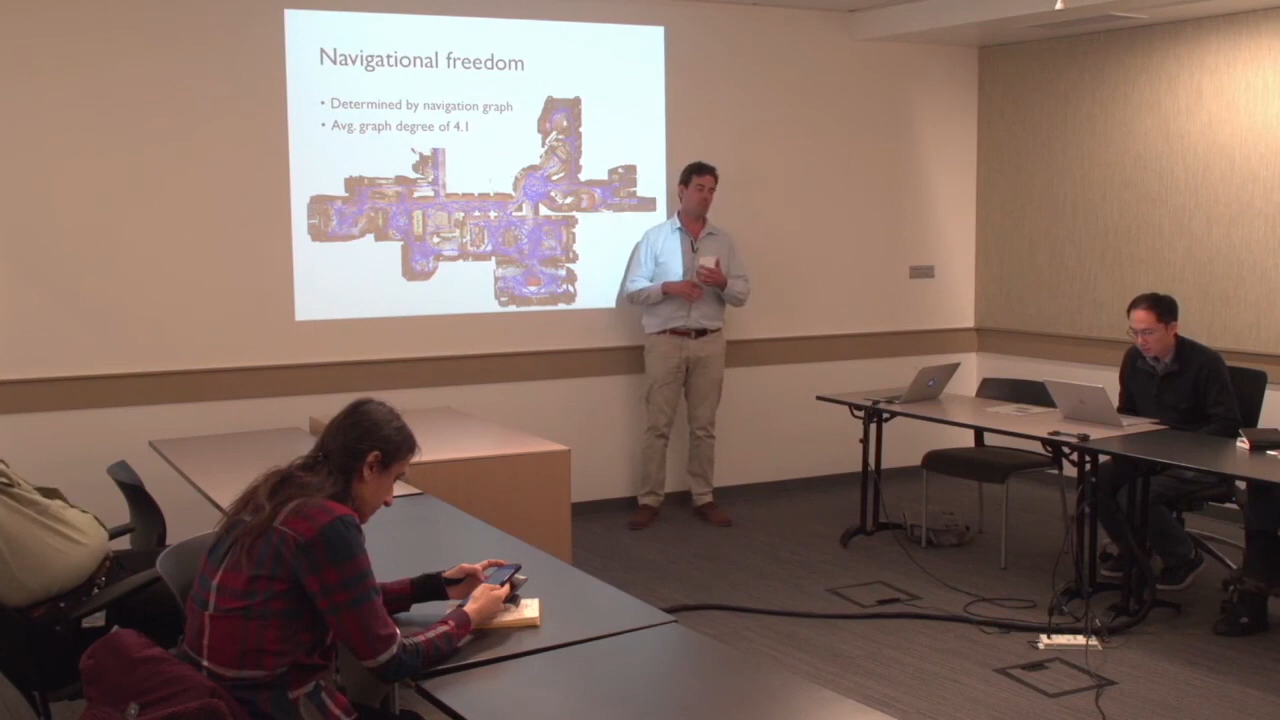 Navigational freedom
• Determined by navigation graph
• Avg. graph degree of 4.1